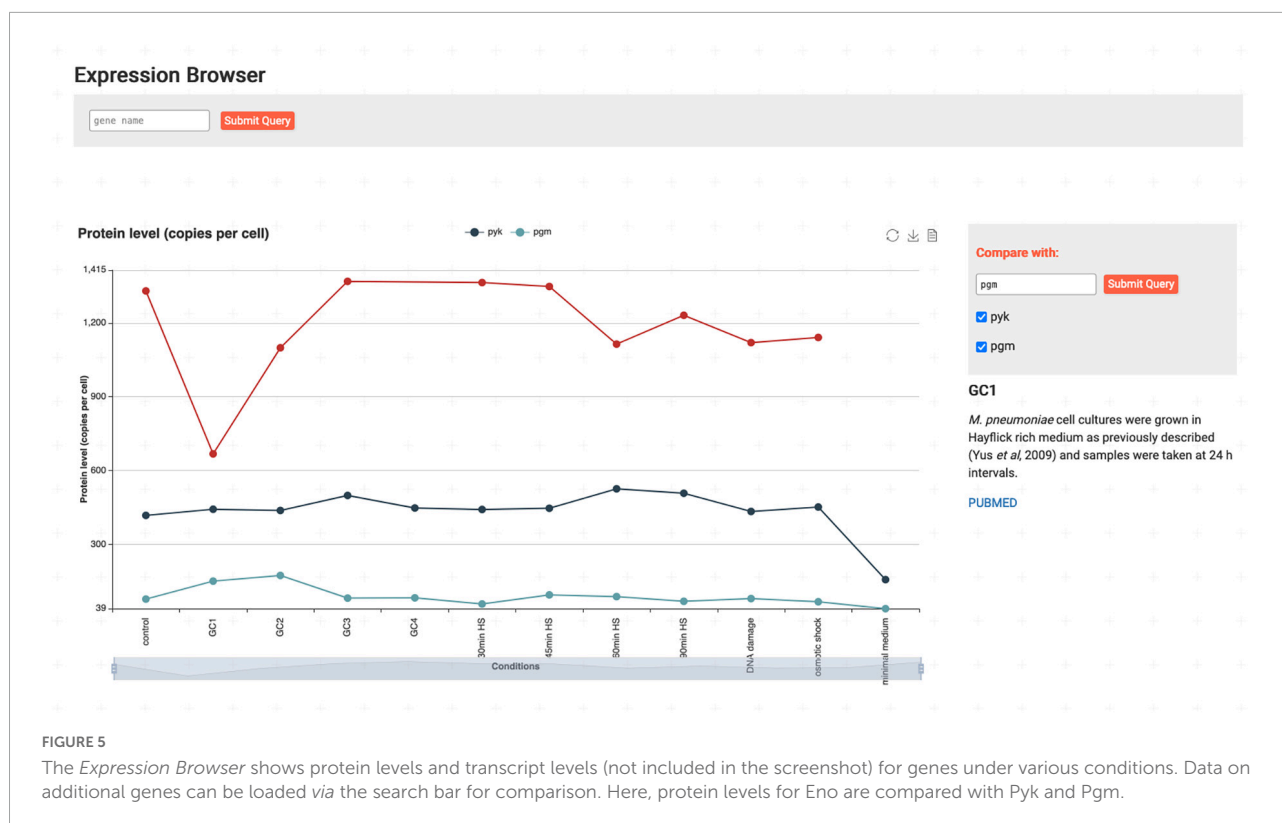 Expression Browser
gene name
Submit Query
Protein level (copies per cell)
pyk
pgm
Compare with:
pgm
Submit Query
pyk
pgm
GC1
M. pneumoniae cell cultures were grown in
Hayflick rich medium as previously described
(Yus et al, 2009) and samples were taken at 24 h
intervals.
PUBMED
Protein level (copies per cell)
1,415
1,200
900
600
300
39
control
GC1
GC2
GC3
GC4
30min HS
45min HS
60min HS
90min HS
DNA damage
osmotic shock
minimal medium
Conditions
FIGURE 5
The Expression Browser shows protein levels and transcript levels (not included in the screenshot) for genes under various conditions. Data on
additional genes can be loaded via the search bar for comparison. Here, protein levels for Eno are compared with Pyk and Pgm.